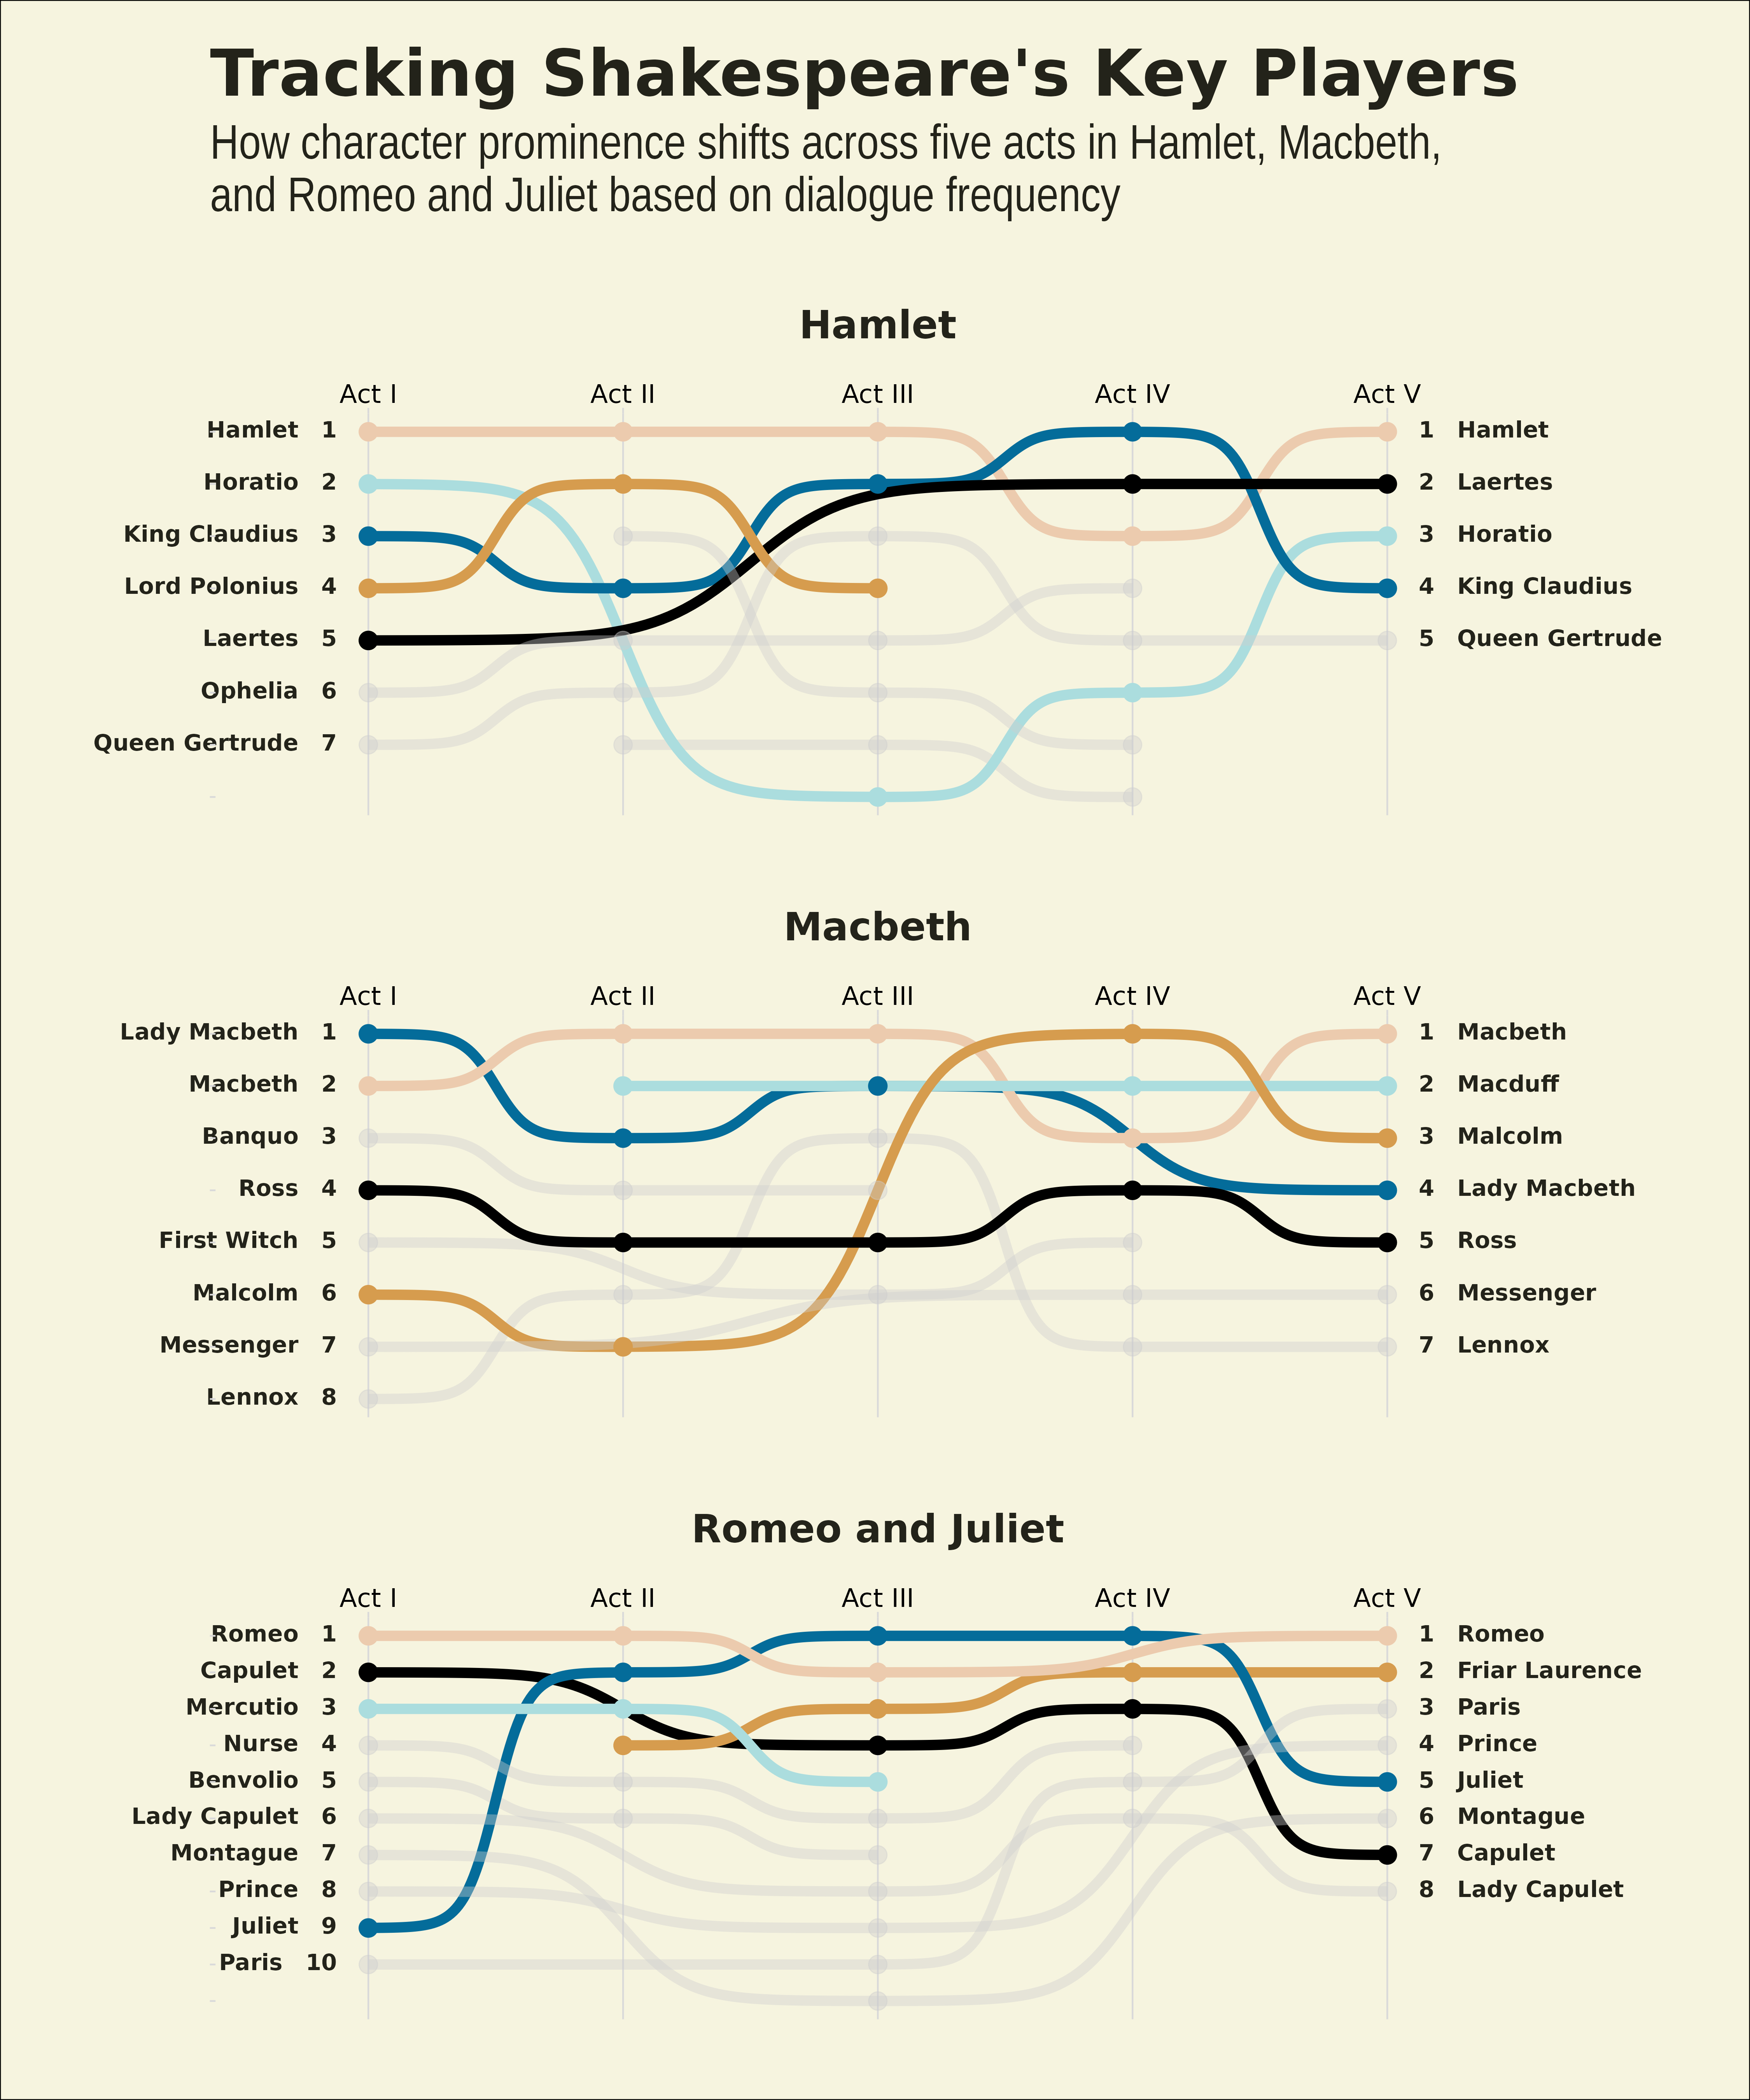 Tracking Shakespeare's Key Players
How character prominence shifts across five acts in Hamlet, Macbeth,
and Romeo and Juliet based on dialogue frequency
Hamlet
Act I Act II Act III Act IV Act V
Hamlet 1 1 Hamlet
Horatio 2 2 Laertes
King Claudius 3 3 Horatio
Lord Polonius 4 4 King Claudius
Laertes 5 5 Queen Gertrude
Ophelia 6
Queen Gertrude 7
Macbeth
Act I Act II Act III Act IV Act V
Lady Macbeth 1 1 Macbeth
Macbeth 2 2 Macduff
Banquo 3 3 Malcolm
Ross 4 4 Lady Macbeth
First Witch 5 5 Ross
Malcolm 6 6 Messenger
Messenger 7 7 Lennox
Lennox 8
Romeo and Juliet
Act I Act II Act III Act IV Act V
Romeo 1 1 Romeo
Capulet 2 2 Friar Laurence
Mercutio 3 3 Paris
Nurse 4 4 Prince
Benvolio 5 5 Juliet
Lady Capulet 6 6 Montague
Montague 7 7 Capulet
Prince 8 8 Lady Capulet
Juliet 9
Paris 10